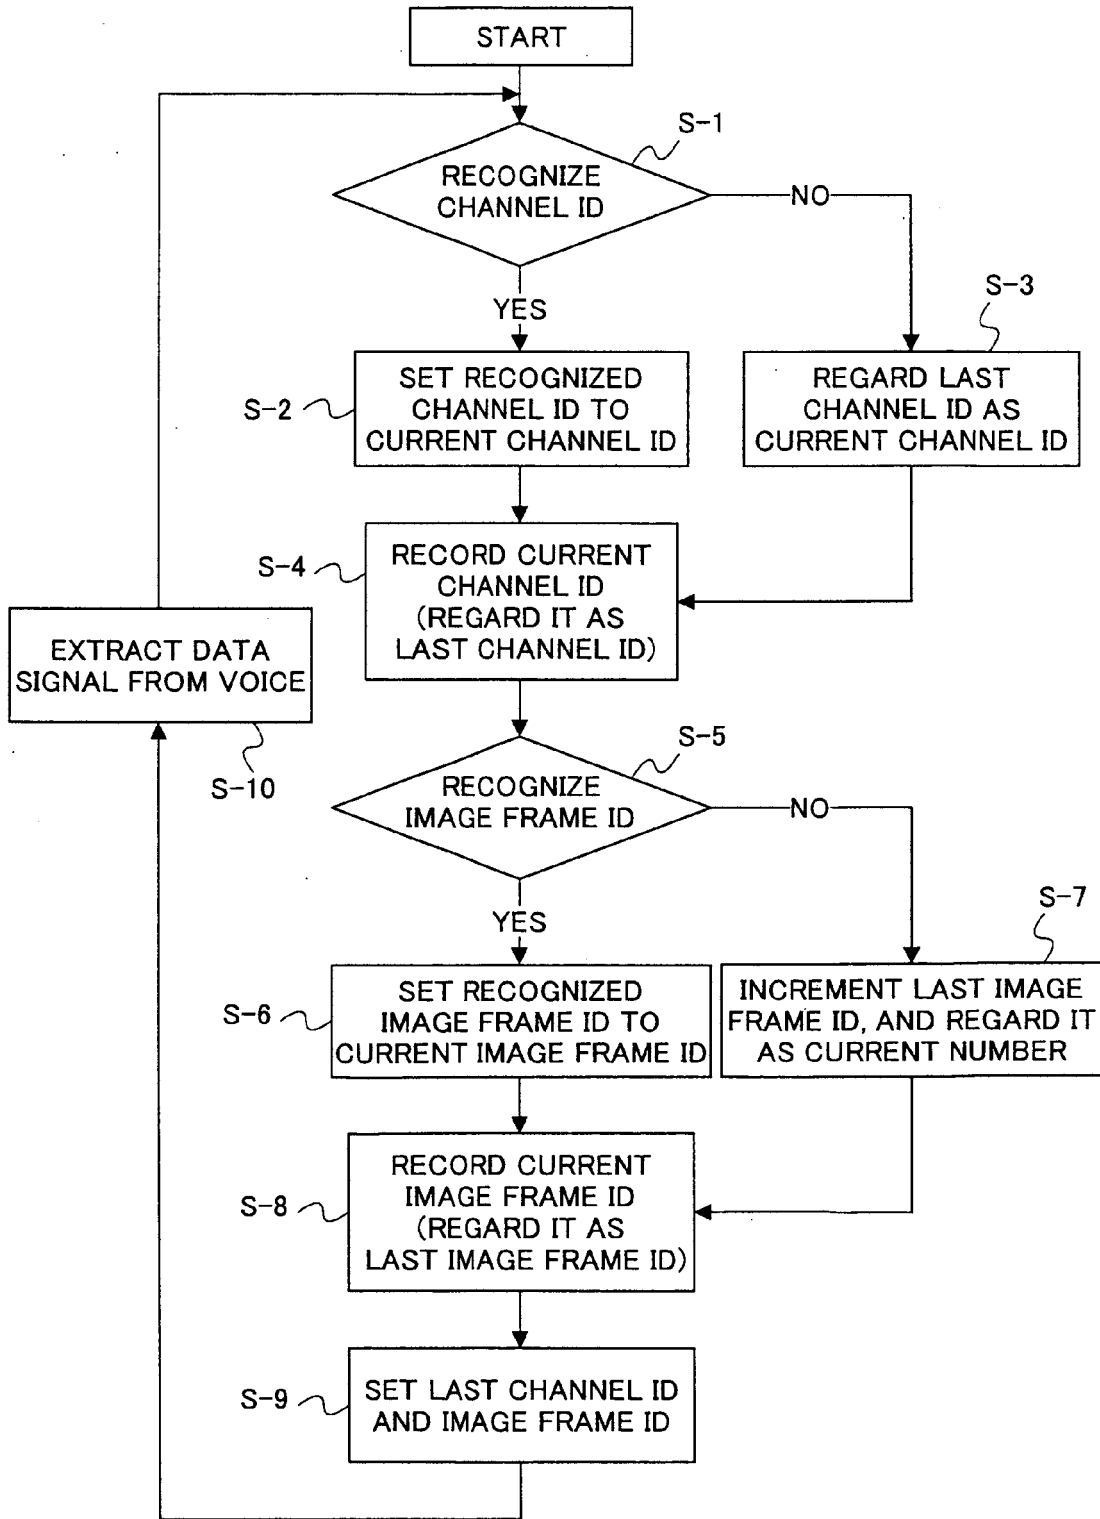 START
S-1
RECOGNIZE
CHANNEL ID
NO
YES
S-3
S-2
SET RECOGNIZED
CHANNEL ID TO
CURRENT CHANNEL ID
REGARD LAST
CHANNEL ID AS
CURRENT CHANNEL ID
S-4
RECORD CURRENT
CHANNEL ID
(REGARD IT AS
LAST CHANNEL ID)
EXTRACT DATA
SIGNAL FROM VOICE
S-10
S-5
RECOGNIZE
IMAGE FRAME ID
NO
YES
S-7
S-6
SET RECOGNIZED
IMAGE FRAME ID TO
CURRENT IMAGE FRAME ID
INCREMENT LAST IMAGE
FRAME ID, AND REGARD IT
AS CURRENT NUMBER
S-8
RECORD CURRENT
IMAGE FRAME ID
(REGARD IT AS
LAST IMAGE FRAME ID)
S-9
SET LAST CHANNEL ID
AND IMAGE FRAME ID